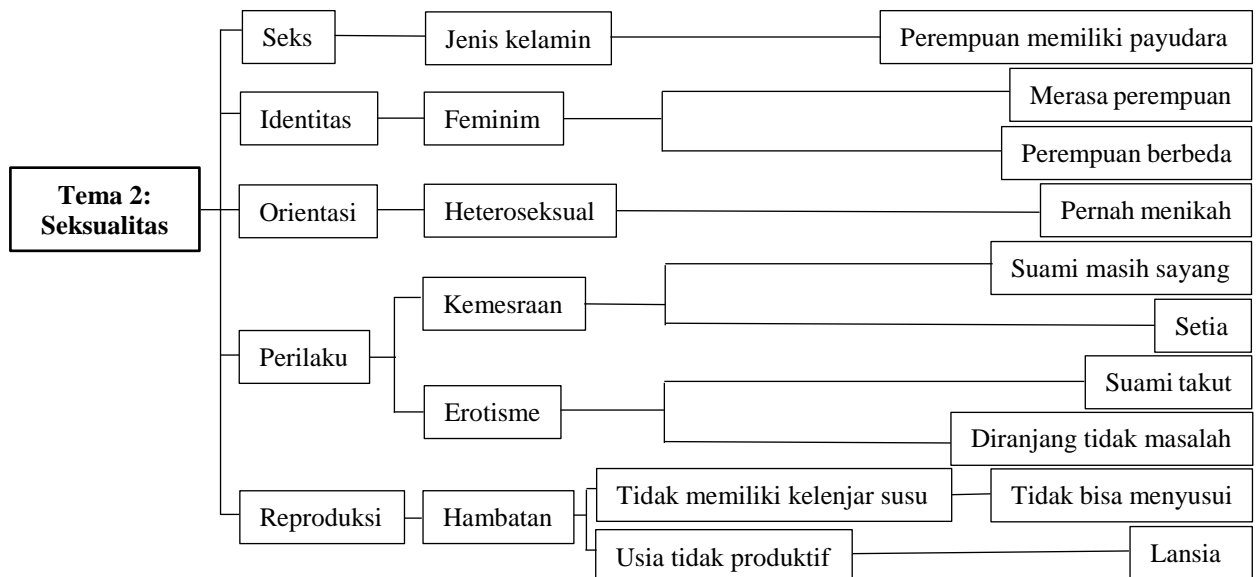 Seks
Jenis kelamin
Perempuan memiliki payudara
Identitas
Feminim
Merasa perempuan
Perempuan berbeda
Tema 2:
Seksualitas
Orientasi
Heteroseksual
Pernah menikah
Perilaku
Kemesraan
Suami masih sayang
Setia
Erotisme
Suami takut
Diranjang tidak masalah
Reproduksi
Hambatan
Tidak memiliki kelenjar susu
Tidak bisa menyusui
Usia tidak produktif
Lansia